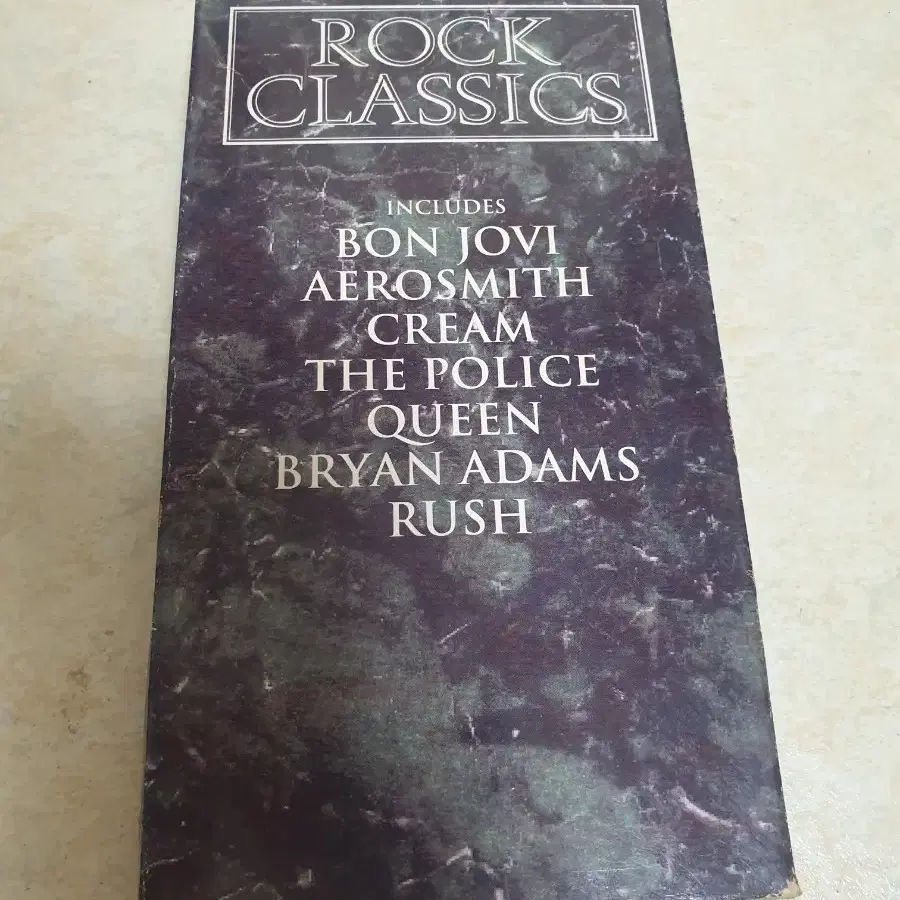 ROCK
CLASSICS
INCLUDES
BON JOVI
AEROSMITH
CREAM
THE POLICE
QUEEN
BRYAN ADAMS
RUSH